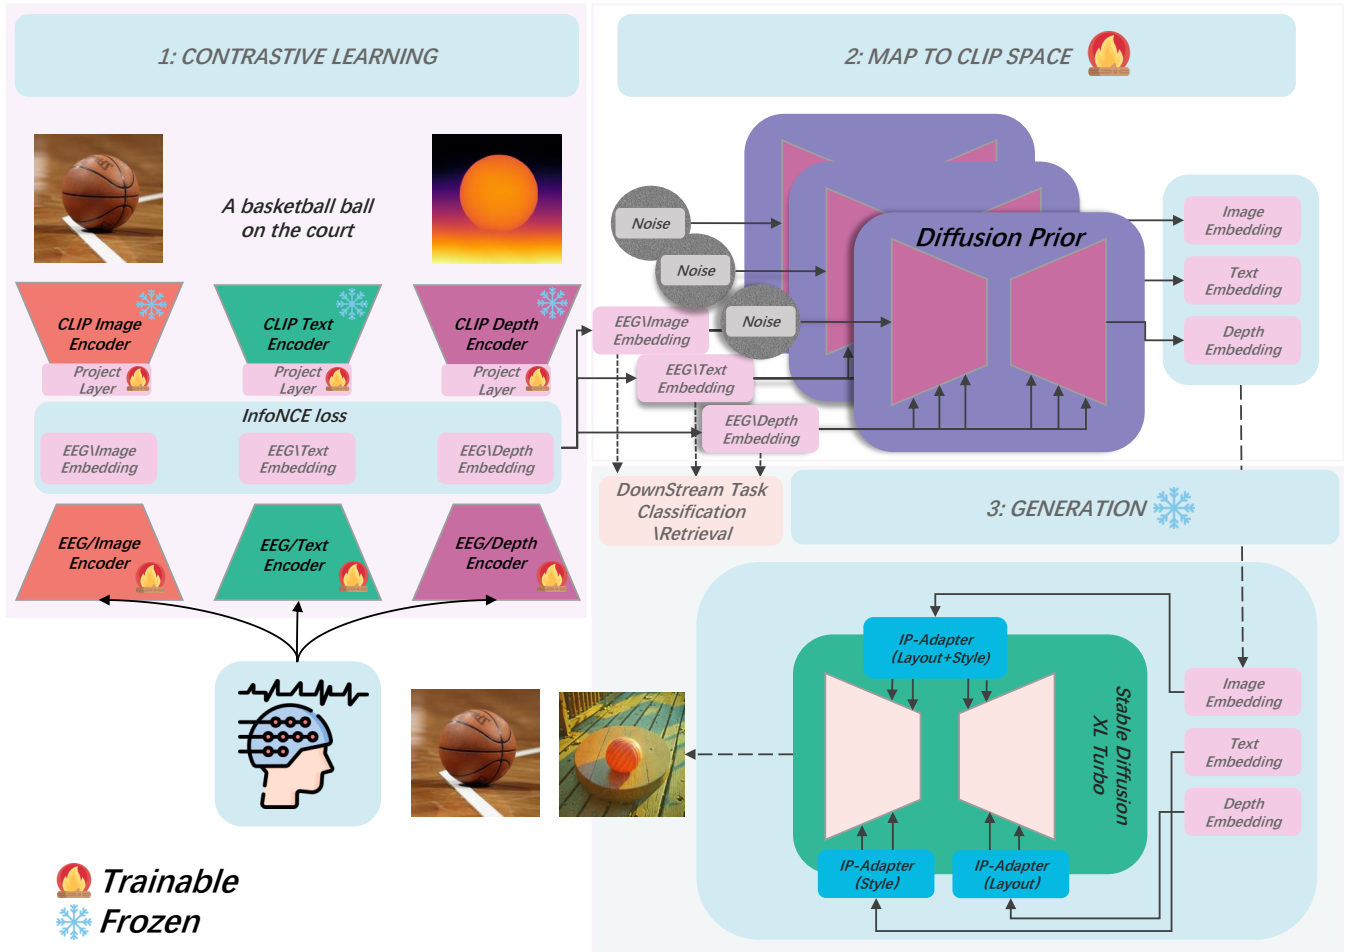 1: CONTRASTIVE LEARNING
A basketball ball
on the court
CLIP Image
Encoder
CLIP Text
Encoder
CLIP Depth
Encoder
Project
Layer
Project
Layer
Project
Layer
InfoNCE loss
EEG\Image
Embedding
EEG\Text
Embedding
EEG\Depth
Embedding
EEG/Image
Encoder
EEG/Text
Encoder
EEG/Depth
Encoder
Trainable
Frozen
2: MAP TO CLIP SPACE
Noise
Noise
Noise
Diffusion Prior
EEG\Image
Embedding
EEG\Text
Embedding
EEG\Depth
Embedding
Image
Embedding
Text
Embedding
Depth
Embedding
DownStream Task
Classification
\Retrieval
3: GENERATION
IP-Adapter
(Layout+Style)
Stable Diffusion
XL Turbo
IP-Adapter
(Style)
IP-Adapter
(Layout)
Image
Embedding
Text
Embedding
Depth
Embedding